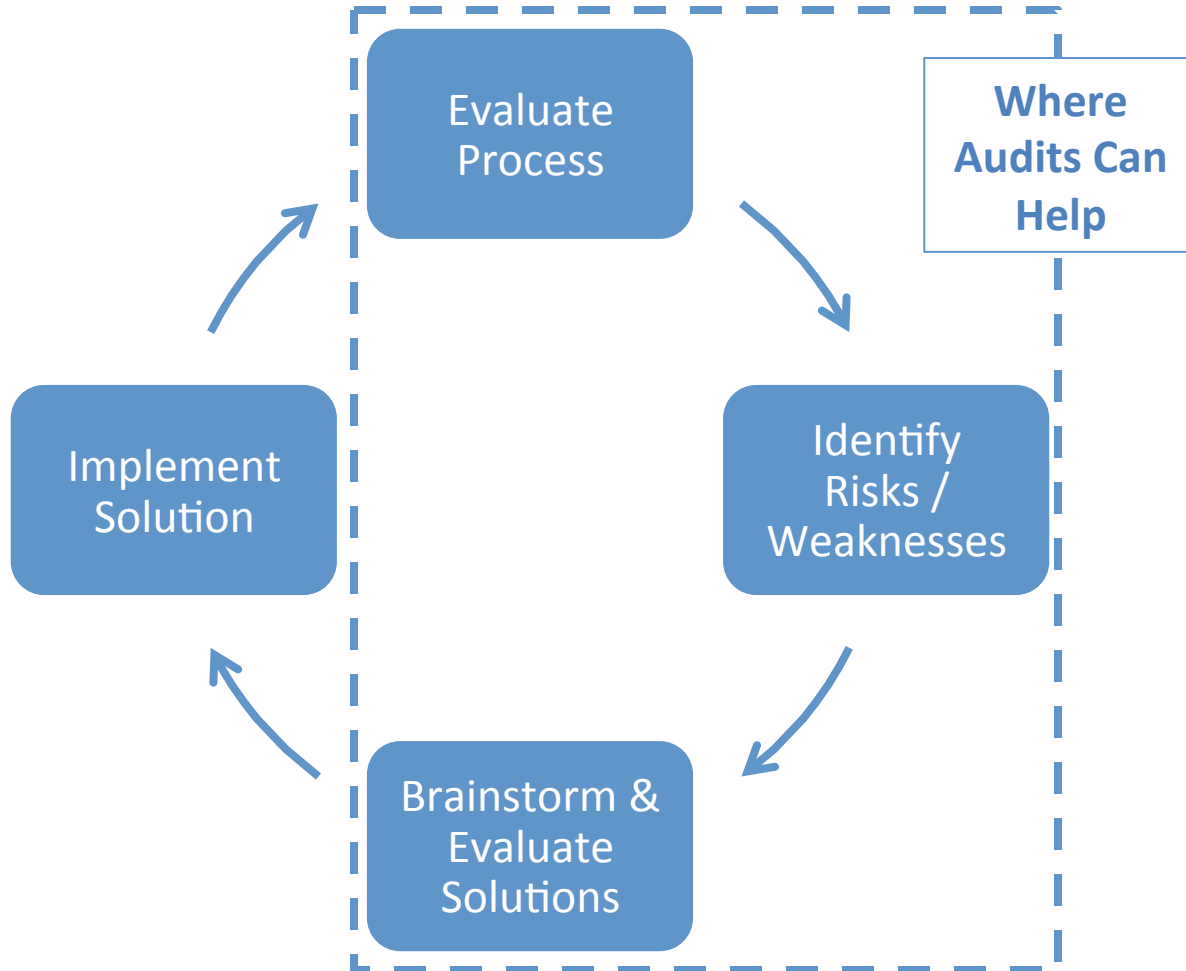 Evaluate
Process
Where
Audits Can
Help
Identify
Risks /
Weaknesses
Brainstorm &
Evaluate
Solutions
Implement
Solution